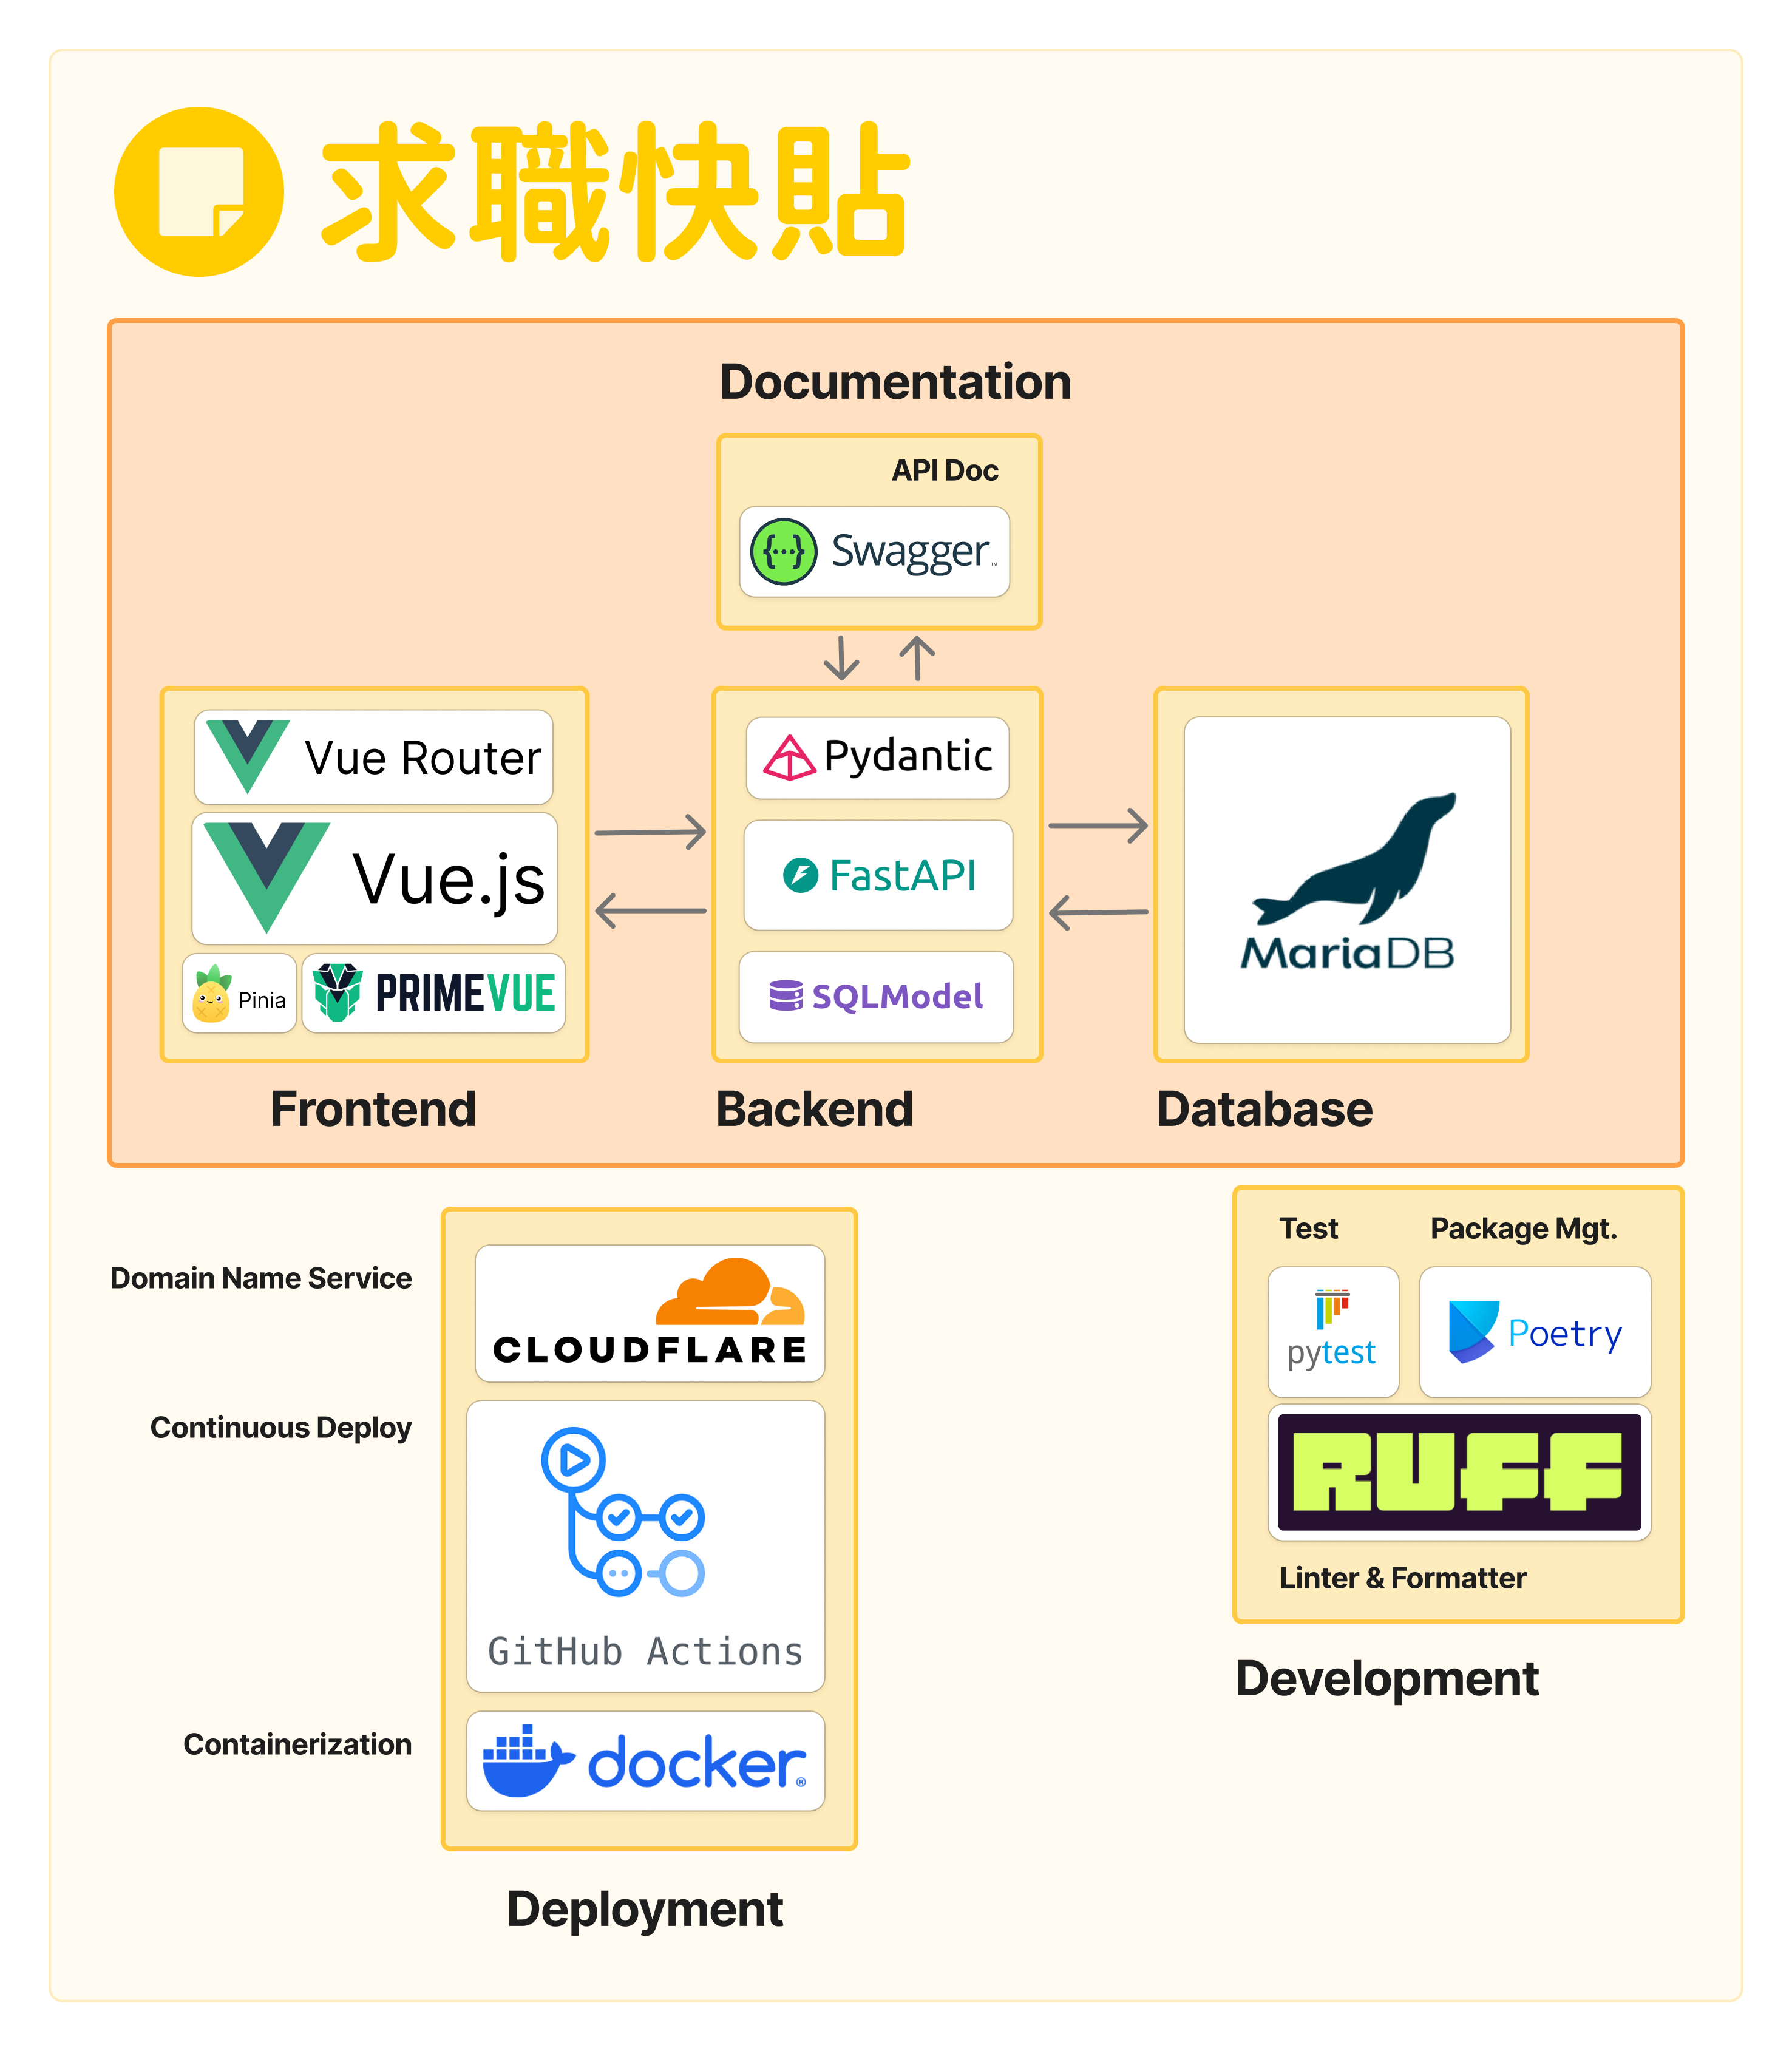 求職快貼
Documentation
API Doc
Swagger™
Vue Router
Vue.js
Pinia
PRIMEVUE
Frontend
Pydantic
FastAPI
SQLModel
Backend
MariaDB
Database
Domain Name Service
CLOUDFLARE
Continuous Deploy
GitHub Actions
Containerization
docker®
Deployment
Test
Package Mgt.
pytest
Poetry
RUFF
Linter & Formatter
Development